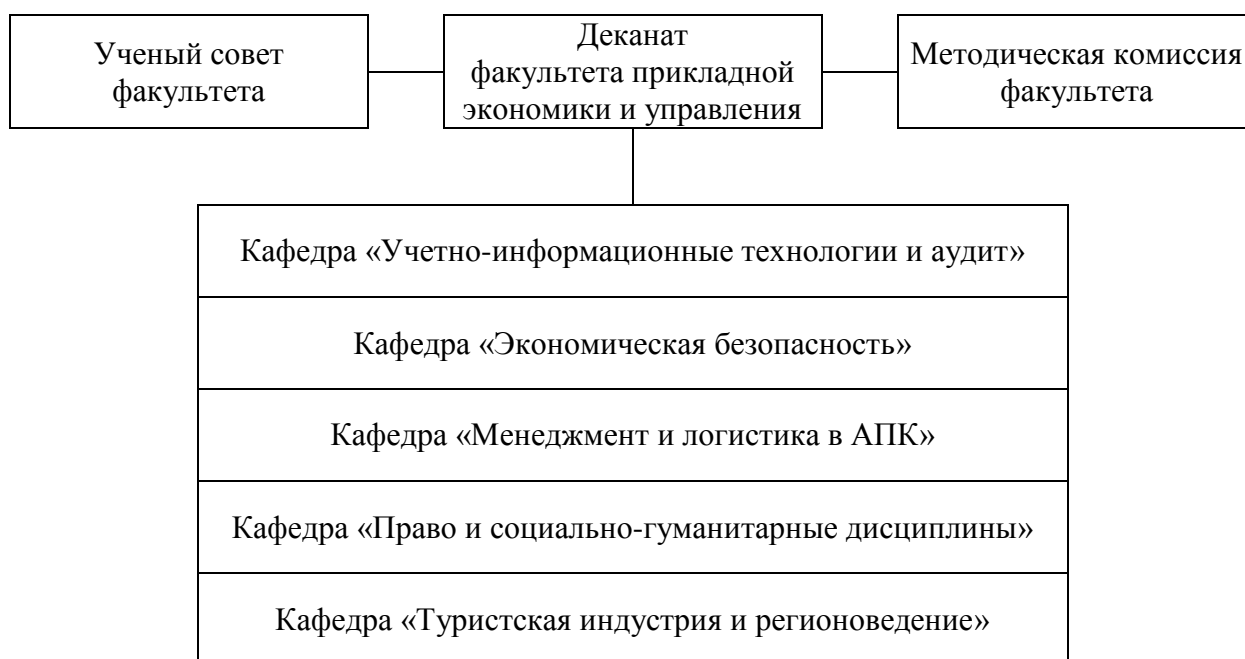 Ученый совет
факультета
Деканат
факультета прикладной
экономики и управления
Методическая комиссия
факультета
Кафедра «Учетно-информационные технологии и аудит»
Кафедра «Экономическая безопасность»
Кафедра «Менеджмент и логистика в АПК»
Кафедра «Право и социально-гуманитарные дисциплины»
Кафедра «Туристская индустрия и регионоведение»